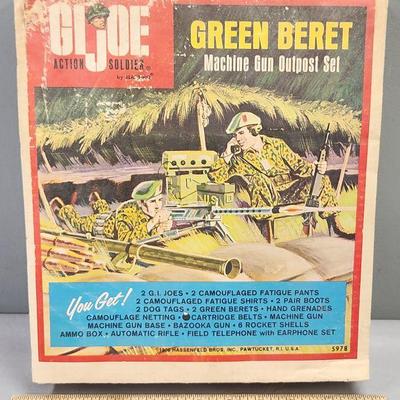 GI JOE
ACTION SOLDIER®
by HASBRO
GREEN BERET
Machine Gun Outpost Set
US
You Get!
2 G.I. JOES • 2 CAMOUFLAGED FATIGUE PANTS
2 CAMOUFLAGED FATIGUE SHIRTS • 2 PAIR BOOTS
2 DOG TAGS • 2 GREEN BERETS • HAND GRENADES
CAMOUFLAGE NETTING • CARTRIDGE BELTS • MACHINE GUN
MACHINE GUN BASE • BAZOOKA GUN • 6 ROCKET SHELLS
AMMO BOX • AUTOMATIC RIFLE • FIELD TELEPHONE with EARPHONE SET
HASSENFELD BROS., INC., PAWTUCKET, R.I., U.S.A.
5978